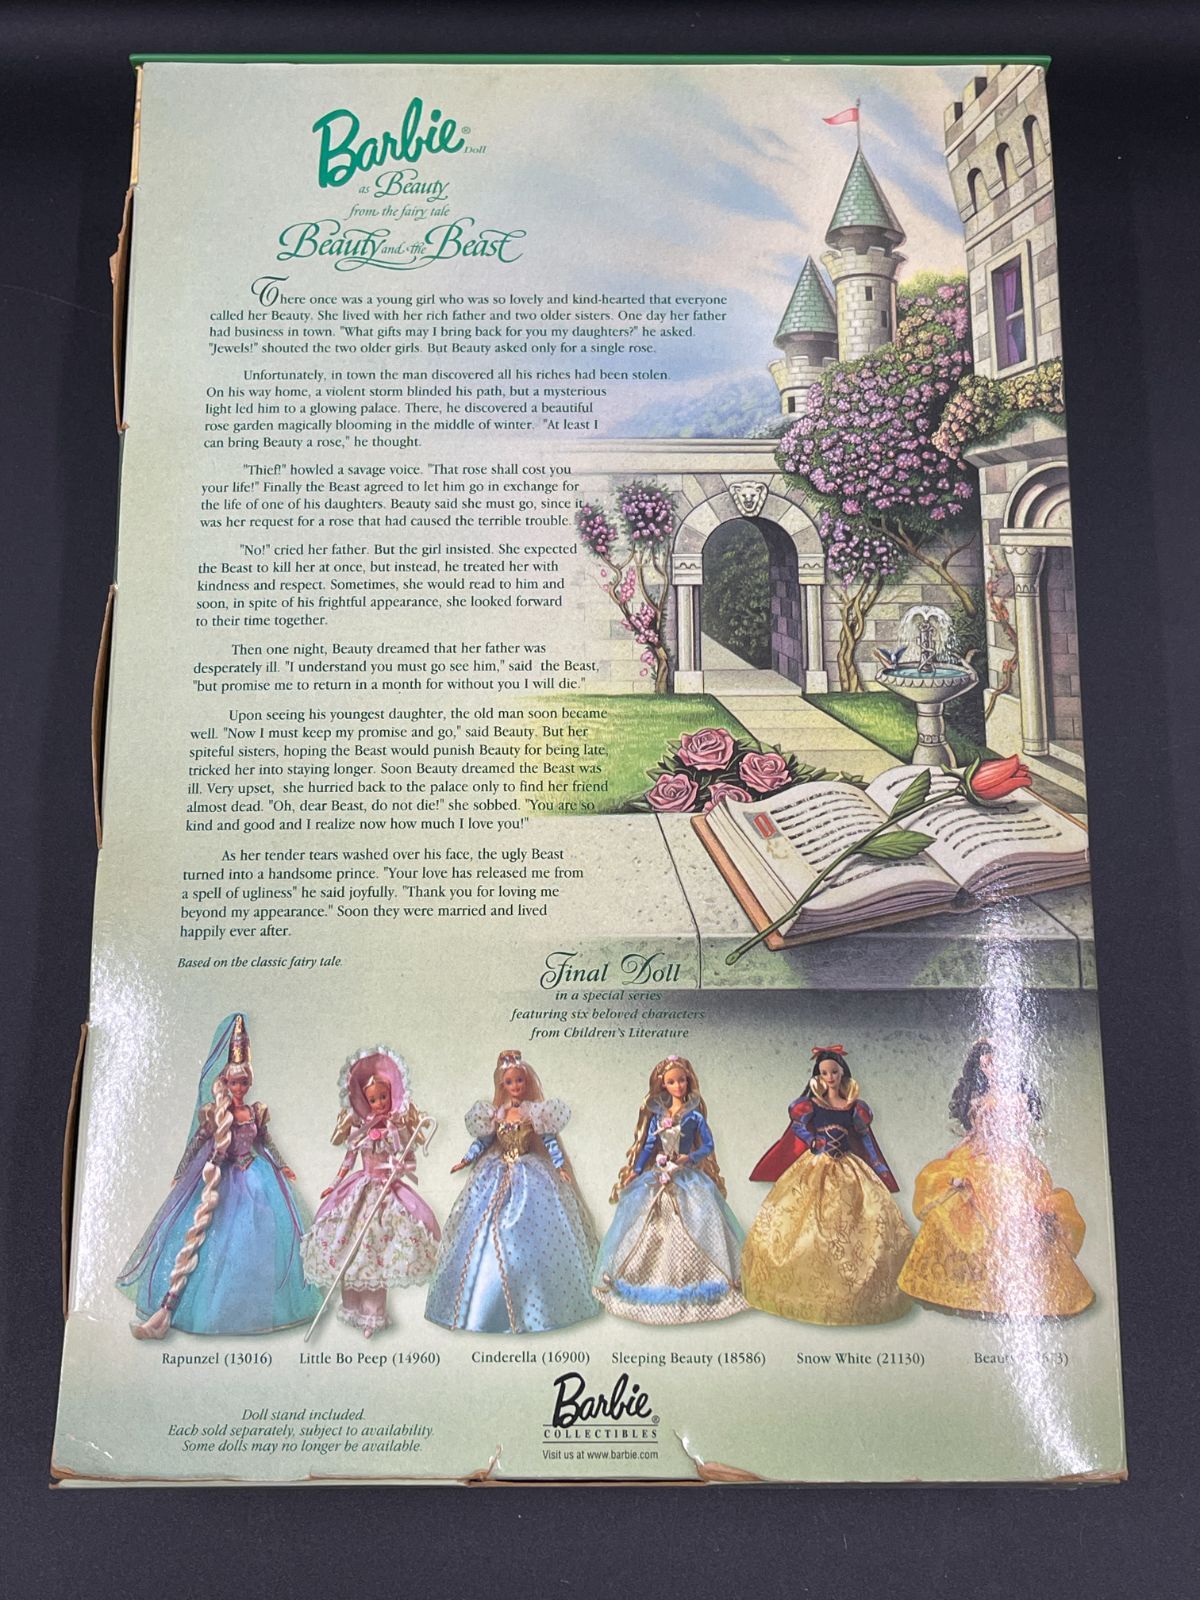 Barbie® Doll
as Beauty
from the fairy tale
Beauty and the Beast
There once was a young girl who was so lovely and kind-hearted that everyone
called her Beauty. She lived with her rich father and two older sisters. One day her father
had business in town. "What gifts may I bring back for you my daughters?" he asked.
"Jewels!" shouted the two older girls. But Beauty asked only for a single rose.
Unfortunately, in town the man discovered all his riches had been stolen.
On his way home, a violent storm blinded his path, but a mysterious
light led him to a glowing palace. There, he discovered a beautiful
rose garden magically blooming in the middle of winter. "At least I
can bring Beauty a rose," he thought.
"Thief!" howled a savage voice. "That rose shall cost you
your life!" Finally the Beast agreed to let him go in exchange for
the life of one of his daughters. Beauty said she must go, since it
was her request for a rose that had caused the terrible trouble.
"No!" cried her father. But the girl insisted. She expected
the Beast to kill her at once, but instead, he treated her with
kindness and respect. Sometimes, she would read to him and
soon, in spite of his frightful appearance, she looked forward
to their time together.
Then one night, Beauty dreamed that her father was
desperately ill. "I understand you must go see him," said the Beast,
"but promise me to return in a month for without you I will die."
Upon seeing his youngest daughter, the old man soon became
well. "Now I must keep my promise and go," said Beauty. But her
spiteful sisters, hoping the Beast would punish Beauty for being late,
tricked her into staying longer. Soon Beauty dreamed the Beast was
ill. Very upset, she hurried back to the palace only to find her friend
almost dead. "Oh, dear Beast, do not die!" she sobbed. "You are so
kind and good and I realize now how much I love you!"
As her tender tears washed over his face, the ugly Beast
turned into a handsome prince. "Your love has released me from
a spell of ugliness" he said joyfully. "Thank you for loving me
beyond my appearance." Soon they were married and lived
happily ever after.
Based on the classic fairy tale.
Final Doll
in a special series
featuring six beloved characters
from Children's Literature
Rapunzel (13016) Little Bo Peep (14960) Cinderella (16900) Sleeping Beauty (18586) Snow White (21130) Beauty
Doll stand included.
Each sold separately, subject to availability.
Some dolls may no longer be available.
Barbie®
COLLECTIBLES
Visit us at www.barbie.com